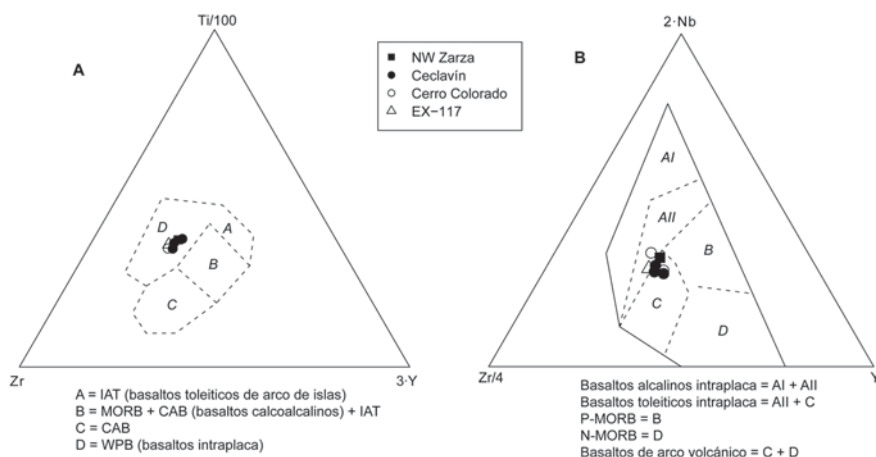 Ti/100
A
D
A
B
C
Zr
3·Y
A = IAT (basaltos toleiticos de arco de islas)
B = MORB + CAB (basaltos calcoalcalinos) + IAT
C = CAB
D = WPB (basaltos intraplaca)
NW Zarza
Ceclavín
Cerro Colorado
EX−117
2·Nb
B
AI
AII
B
C
D
Zr/4
Y
Basaltos alcalinos intraplaca = AI + AII
Basaltos toleiticos intraplaca = AII + C
P-MORB = B
N-MORB = D
Basaltos de arco volcánico = C + D